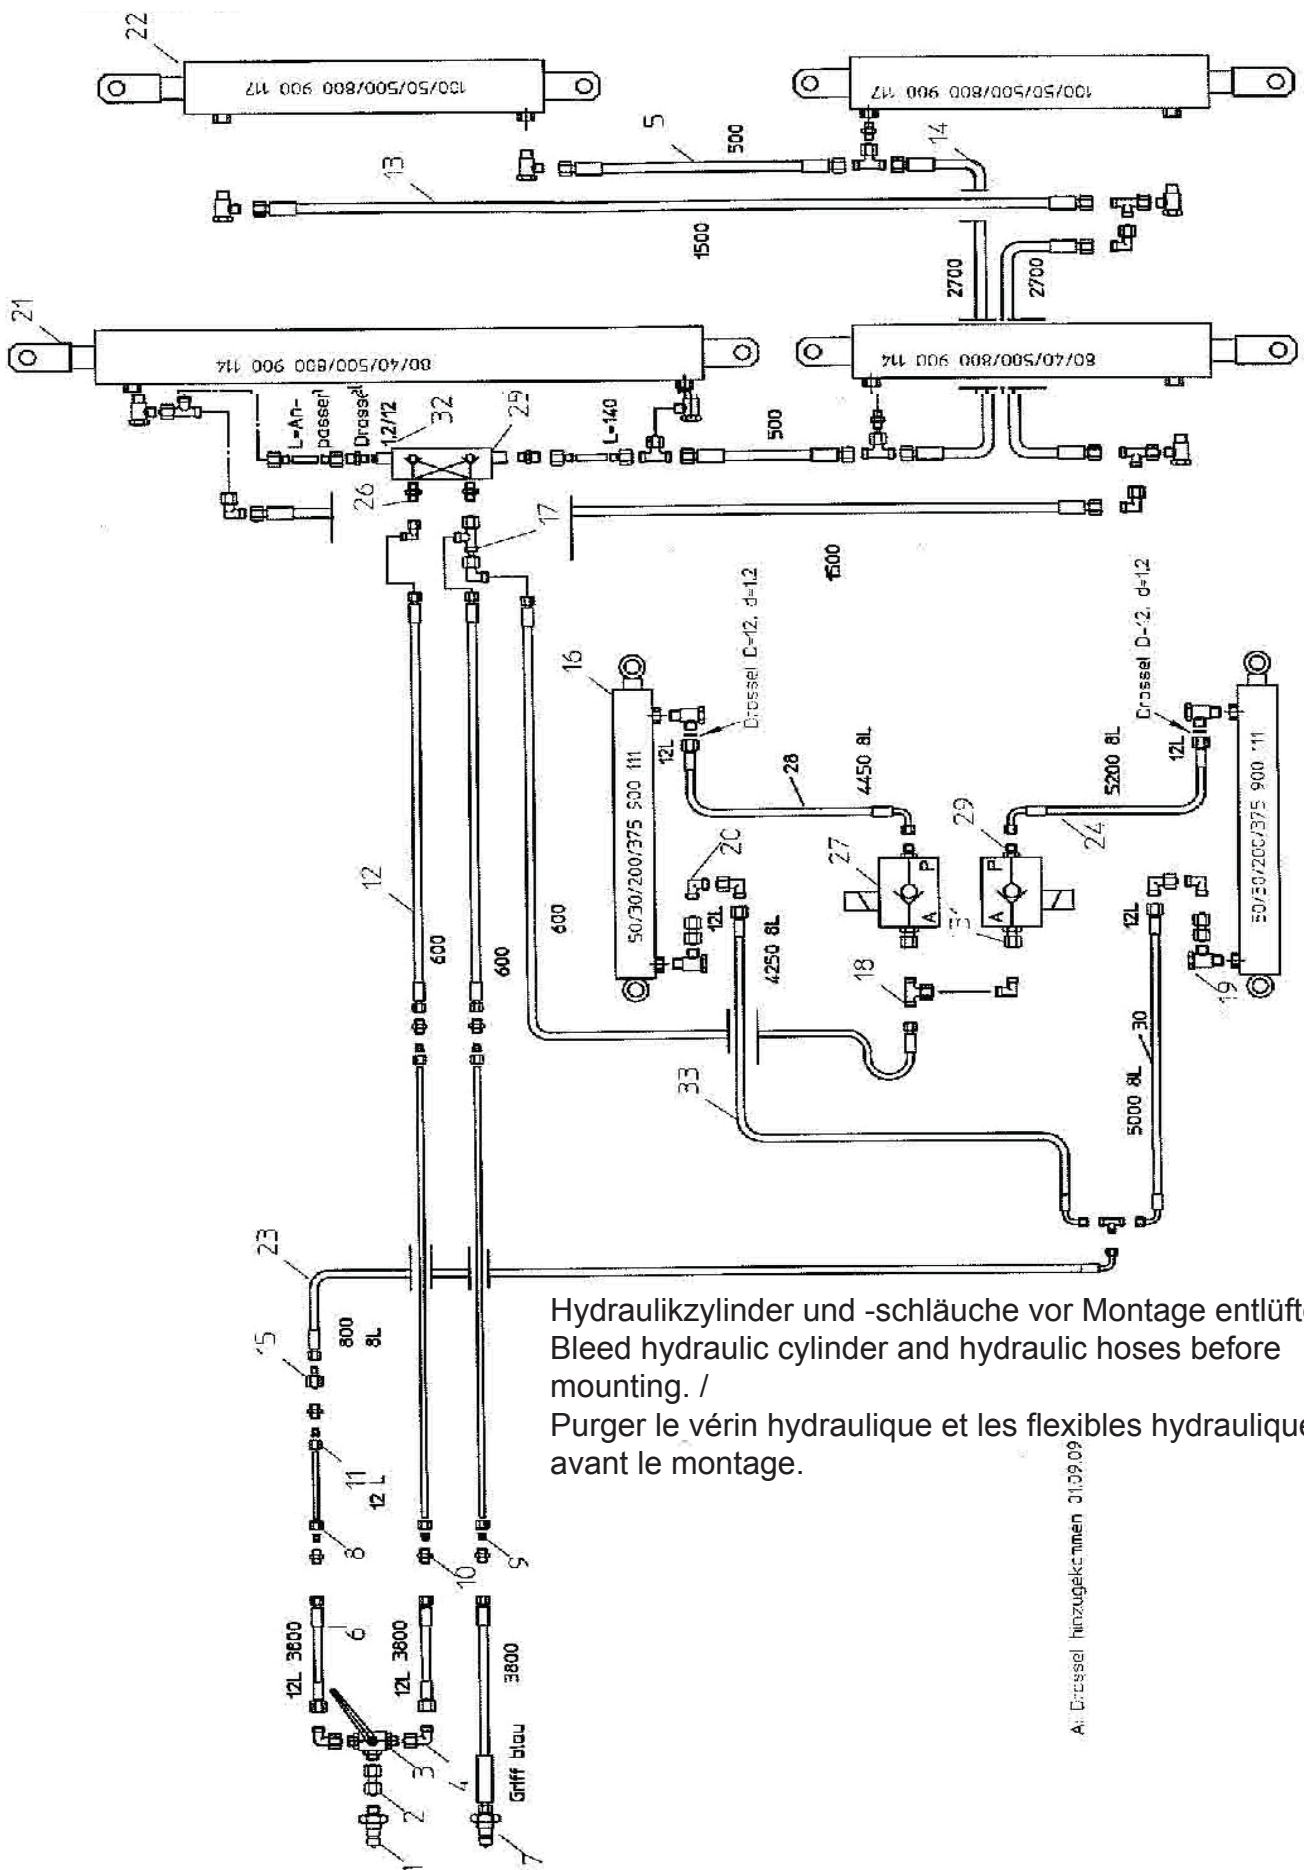 22
100/50/500/800 900 117
100/50/500/800 900 117
5
500
13
14
1500
2700
2700
21
80/40/500/800 900 114
80/40/500/800 900 114
L=An-
passen
Drossel
1,2/12
32
25
L=140
500
26
17
1500
16
50/30/200/375 900 111
12L
Drossel D=12, d=1,2
28
4450 8L
Drossel D=12, d=1,2
12L
5200 8L
24
29
27
P
A
P
A
31
20
12L
4250 8L
18
12L
19
50/30/200/375 900 111
12
600
600
600
33
30
5000 8L
23
15
800
8L
11
12 L
8
10
9
12L 3800
6
12L 3800
3800
3
4
2
1
Griff blau
7
Hydraulikzylinder und -schläuche vor Montage entlüfte
Bleed hydraulic cylinder and hydraulic hoses before
mounting. /
Purger le vérin hydraulique et les flexibles hydraulique
avant le montage.
A: Drossel hinzugekommen 01.09.09